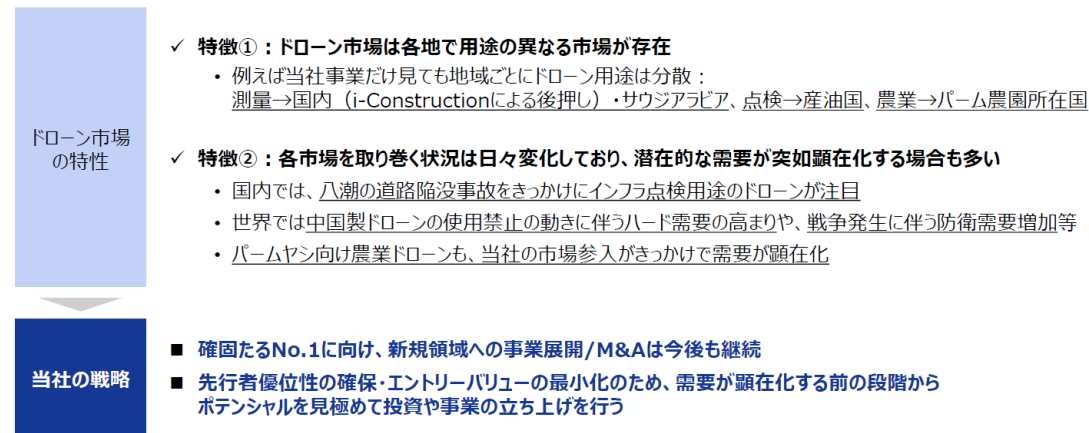 ドローン市場
の特性
✓ 特徴①：ドローン市場は各地で用途の異なる市場が存在
• 例えば当社事業だけ見ても地域ごとにドローン用途は分散：
測量→国内（i-Constructionによる後押し）・サウジアラビア、点検→産油国、農業→パーム農園所在国
✓ 特徴②：各市場を取り巻く状況は日々変化しており、潜在的な需要が突如顕在化する場合も多い
• 国内では、八潮の道路陥没事故をきっかけにインフラ点検用途のドローンが注目
• 世界では中国製ドローンの使用禁止の動きに伴うハード需要の高まりや、戦争発生に伴う防衛需要増加等
• パームヤシ向け農業ドローンも、当社の市場参入がきっかけで需要が顕在化
当社の戦略
■ 確固たるNo.1に向け、新規領域への事業展開/M&Aは今後も継続
■ 先行者優位性の確保・エントリーバリューの最小化のため、需要が顕在化する前の段階から
ポテンシャルを見極めて投資や事業の立ち上げを行う